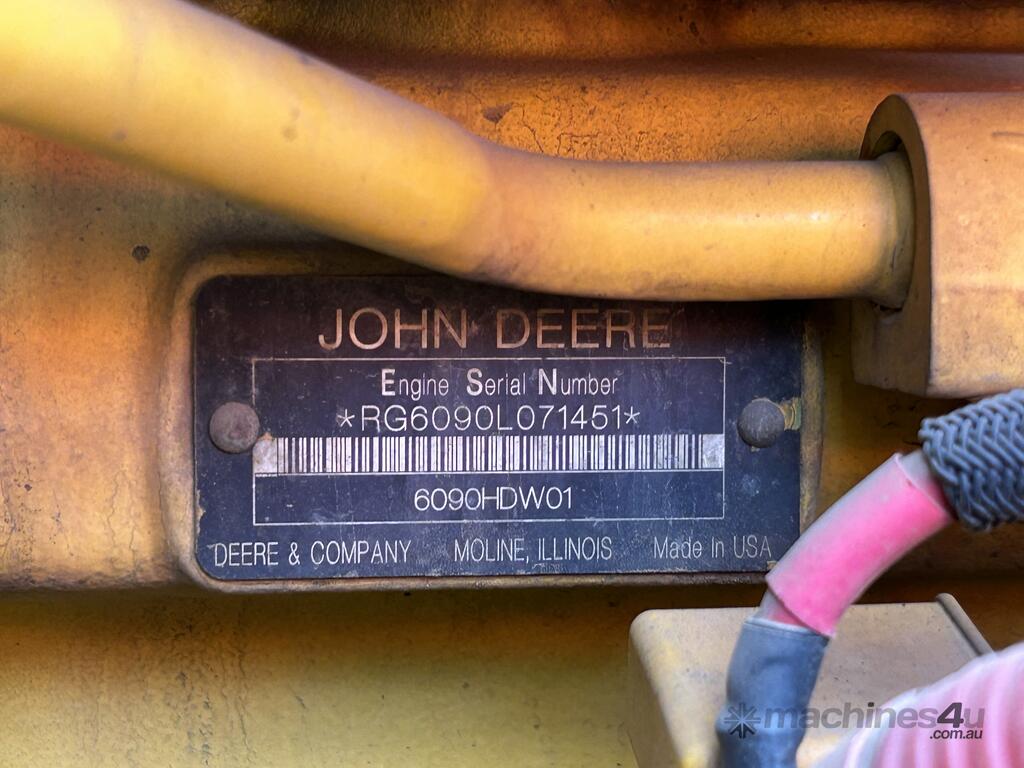 JOHN DEERE
Engine Serial Number
*RG6090L071451*
6090HDW01
DEERE & COMPANY MOLINE, ILLINOIS Made in USA
machines4u
.com.au